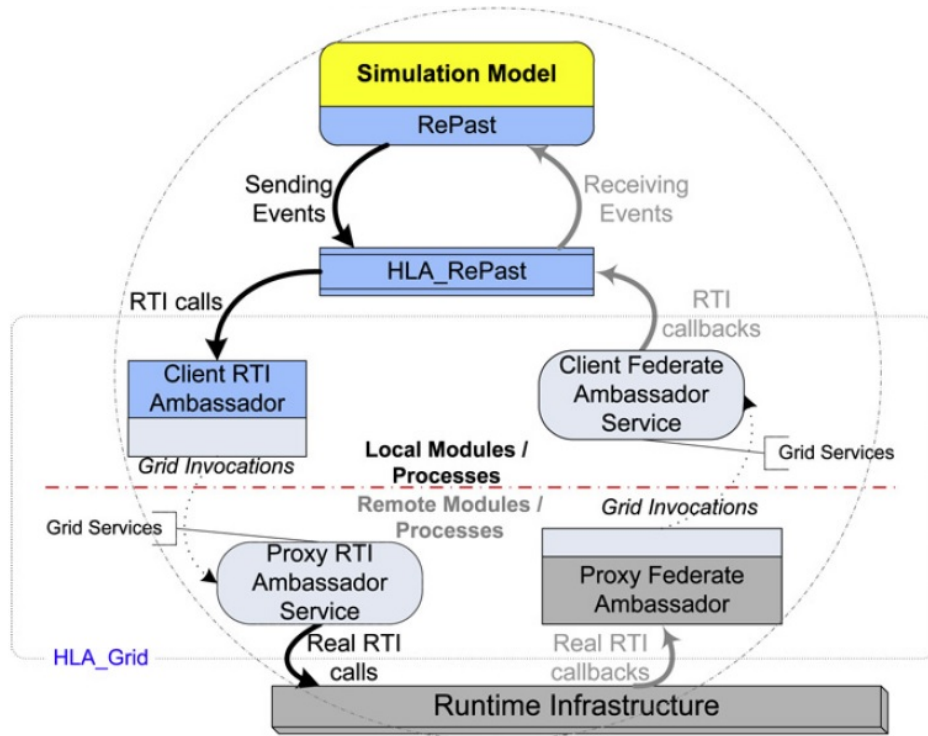 Simulation Model
RePast
Sending
Events
Receiving
Events
HLA_RePast
RTI calls
RTI
callbacks
Client RTI
Ambassador
Client Federate
Ambassador
Service
Grid Invocations
Local Modules /
Processes
Grid Services
Remote Modules /
Processes
Grid Invocations
Grid Services
Proxy RTI
Ambassador
Service
Proxy Federate
Ambassador
Real RTI
calls
Real RTI
callbacks
HLA_Grid
Runtime Infrastructure